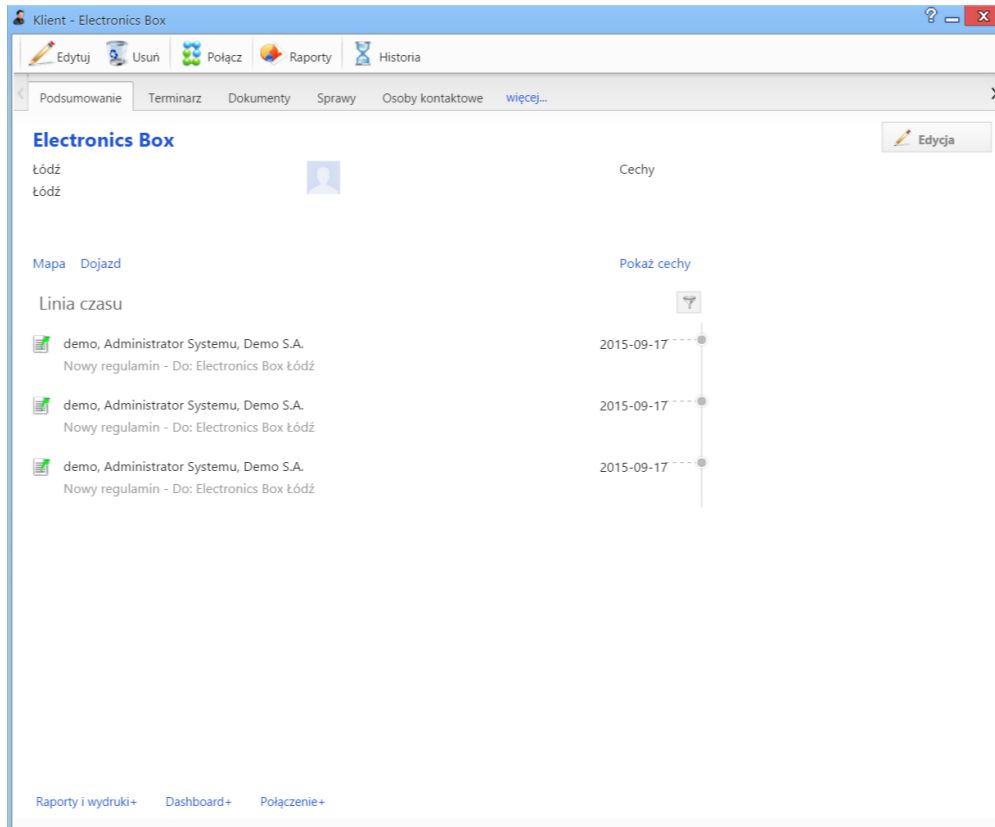 Klient - Electronics Box
Edytuj Usuń Połącz Raporty Historia
Podsumowanie Terminarz Dokumenty Sprawy Osoby kontaktowe więcej...
Electronics Box
Edycja
Łódź
Cechy
Łódź
Mapa Dojazd
Pokaż cechy
Linia czasu
demo, Administrator Systemu, Demo S.A. 2015-09-17
Nowy regulamin - Do: Electronics Box Łódź
demo, Administrator Systemu, Demo S.A. 2015-09-17
Nowy regulamin - Do: Electronics Box Łódź
demo, Administrator Systemu, Demo S.A. 2015-09-17
Nowy regulamin - Do: Electronics Box Łódź
Raporty i wydruki+ Dashboard+ Połączenie+